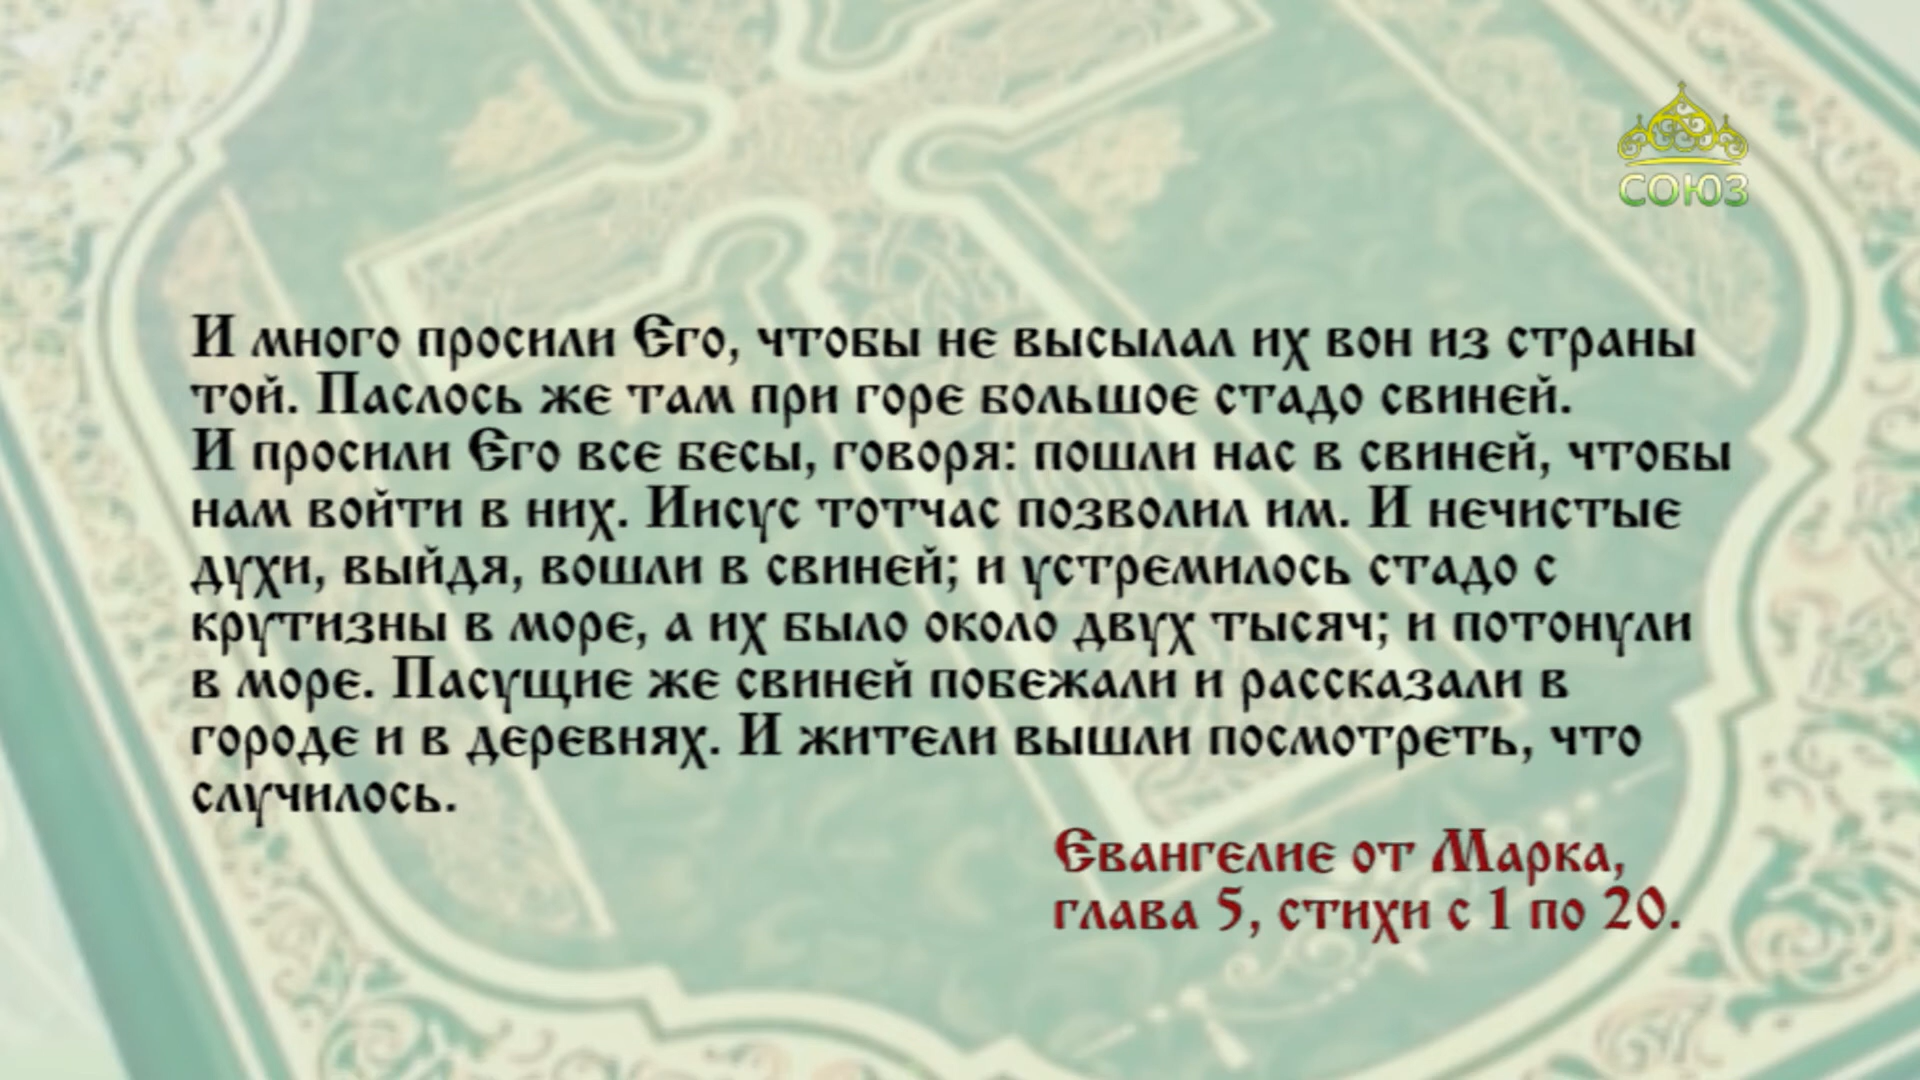 СОЮЗ
И много просили Его, чтобы не высылал их вон из страны
той. Паслось же там при горе большое стадо свиней.
И просили Его все бесы, говоря: пошли нас в свиней, чтобы
нам войти в них. Иисус тотчас позволил им. И нечистые
духи, выйдя, вошли в свиней; и устремилось стадо с
крутизны в море, а их было около двух тысяч; и потонули
в море. Пасущие же свиней побежали и рассказали в
городе и в деревнях. И жители вышли посмотреть, что
случилось.
Евангелие от Марка,
глава 5, стихи с 1 по 20.